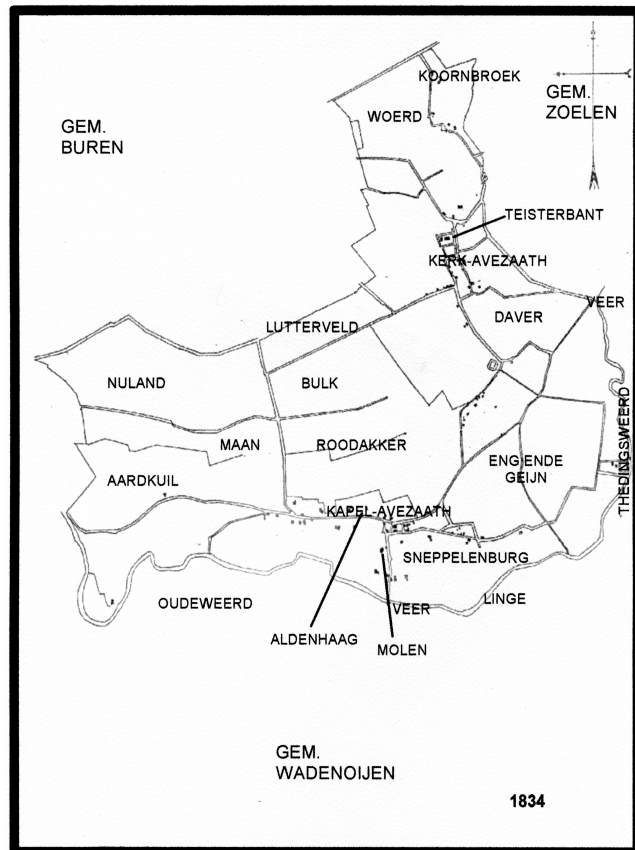 KOORNBROEK
GEM.
ZOELEN
WOERD
GEM.
BUREN
TEISTERBANT
KERK-AVEZAATH
VEER
DAVER
LUTTERVELD
NULAND
BULK
THEDINGSWEERD
MAAN
ROODAKKER
ENG ENDE
GEIJN
AARDKUIL
KAPEL-AVEZAATH
SNEPPELENBURG
OUDEWEERD
VEER
LINGE
ALDENHAAG
MOLEN
GEM.
WADENOIJEN
1834